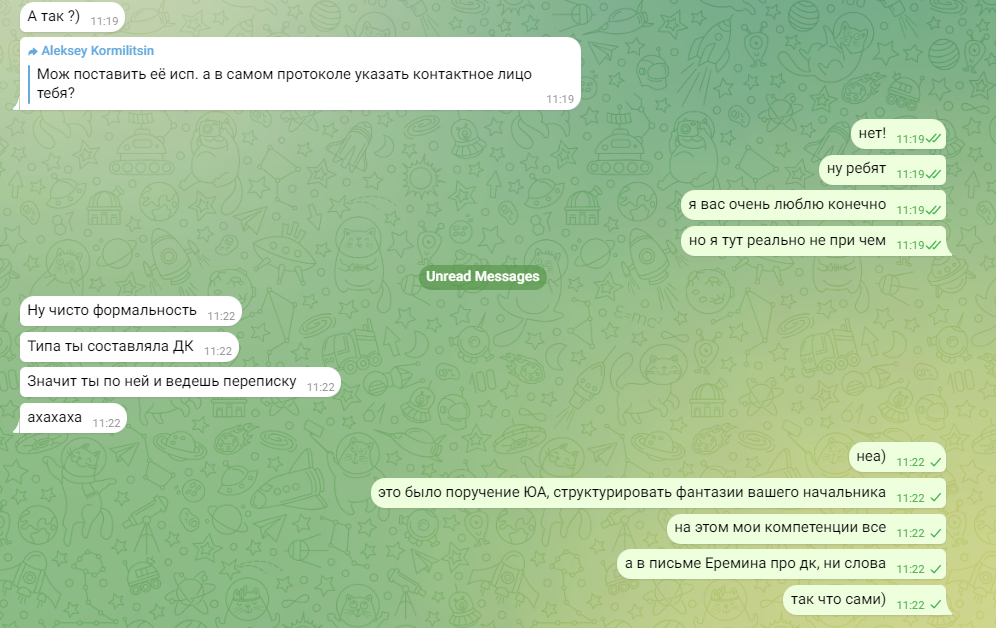 А так ?) 11:19
Aleksey Kormilitsin
Мож поставить её исп. а в самом протоколе указать контактное лицо
тебя?
11:19
нет! 11:19
ну ребят 11:19
я вас очень люблю конечно 11:19
но я тут реально не при чем 11:19
Unread Messages
Ну чисто формальность 11:22
Типа ты составляла ДК 11:22
Значит ты по ней и ведешь переписку 11:22
ахахаха 11:22
неа) 11:22
это было поручение ЮА, структурировать фантазии вашего начальника 11:22
на этом мои компетенции все 11:22
а в письме Еремина про дк, ни слова 11:22
так что сами) 11:22